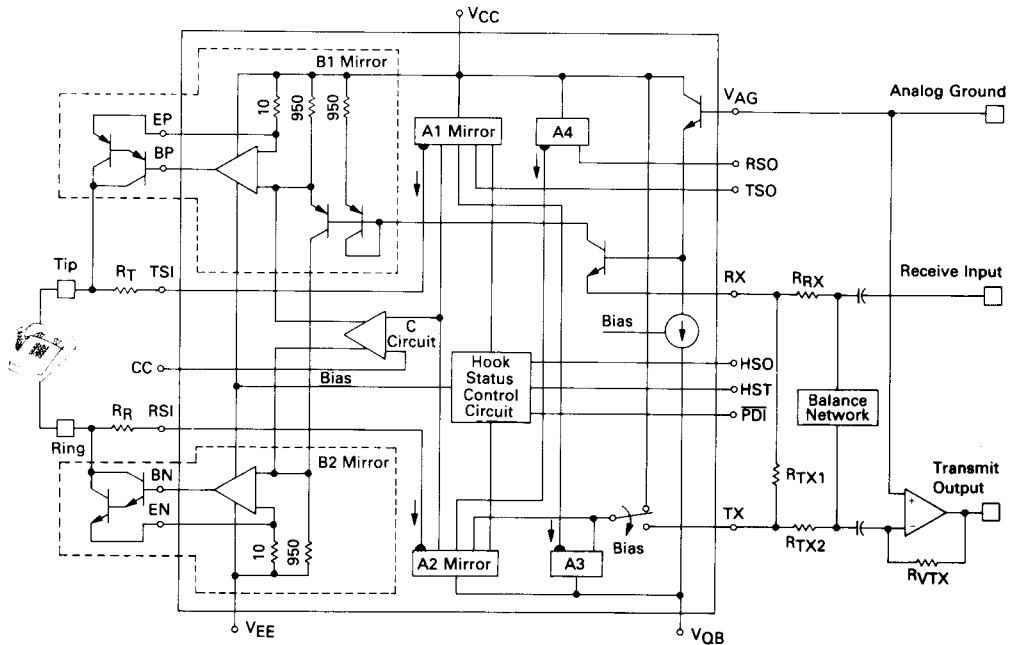 VCC
B1 Mirror
10
950
950
EP
BP
A1 Mirror
A4
VAG
Analog Ground
RSO
TSO
Tip
RT
TSI
RX
RRX
Receive Input
Bias
C
Circuit
CC
Bias
Hook
Status
Control
Circuit
HSO
HST
PDI
Balance
Network
RR
RSI
Ring
B2 Mirror
BN
EN
10
950
RTX1
Transmit
Output
TX
+
−
RTX2
RVTX
Bias
A2 Mirror
A3
VEE
VQB